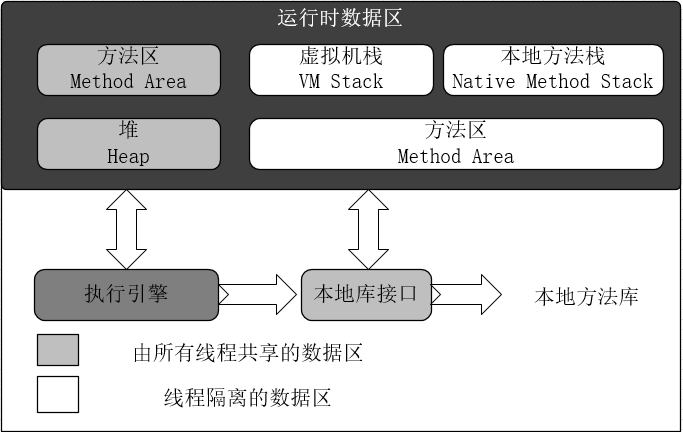 运行时数据区
方法区
Method Area
虚拟机栈
VM Stack
本地方法栈
Native Method Stack
堆
Heap
方法区
Method Area
执行引擎
本地库接口
本地方法库
由所有线程共享的数据区
线程隔离的数据区